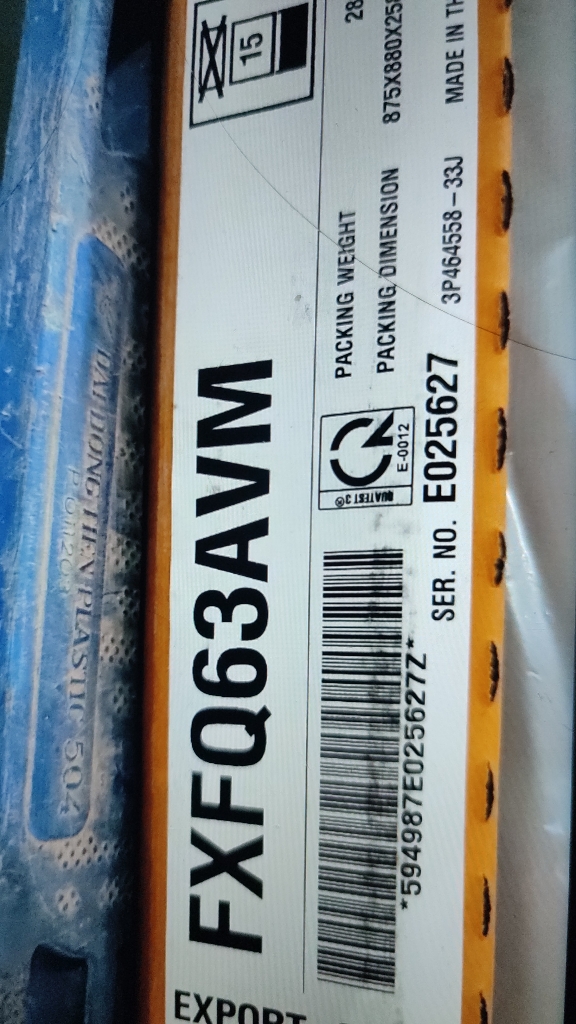 15
FXFQ63AVM
EXPORT
PACKING WEIGHT 28
PACKING DIMENSION 875X880X25
QUATEST 3®
E-0012
*594987E025627Z*
SER. NO. E025627 3P464558-33J MADE IN TH
DAI DONG TIEN PLASTIC 504